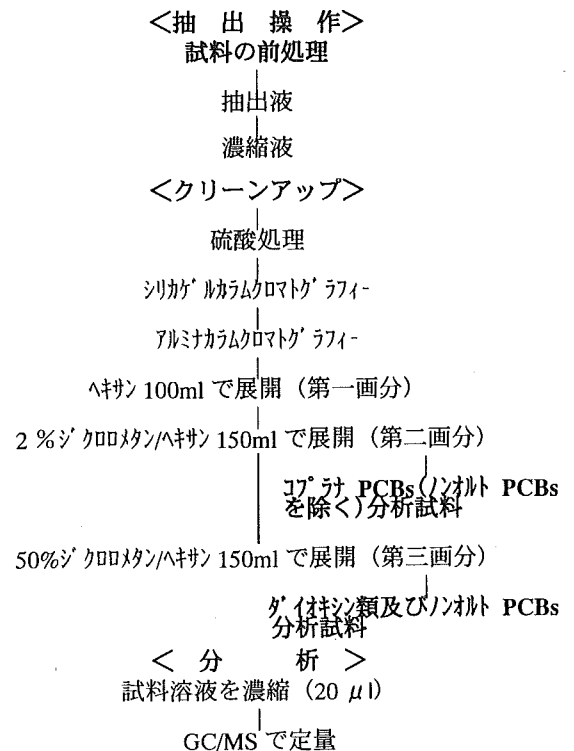 ＜抽　出　操　作＞
試料の前処理
抽出液
濃縮液
＜クリーンアップ＞
硫酸処理
ｼﾘｶｹﾞﾙｶﾗﾑｸﾛﾏﾄｸﾞﾗﾌｨｰ
ｱﾙﾐﾅｶﾗﾑｸﾛﾏﾄｸﾞﾗﾌｨｰ
ﾍｷｻﾝ 100ml で展開（第一画分）
2 %ｼﾞｸﾛﾛﾒﾀﾝ/ﾍｷｻﾝ 150ml で展開（第二画分）
ｺﾌﾟﾗﾅ PCBs(ﾉﾝｵﾙﾄ PCBs
を除く)分析試料
50%ｼﾞｸﾛﾛﾒﾀﾝ/ﾍｷｻﾝ 150ml で展開（第三画分）
ﾀﾞｲｵｷｼﾝ類及びﾉﾝｵﾙﾄ PCBs
分析試料
＜　分　　　析　＞
試料溶液を濃縮（20 μl）
GC/MS で定量